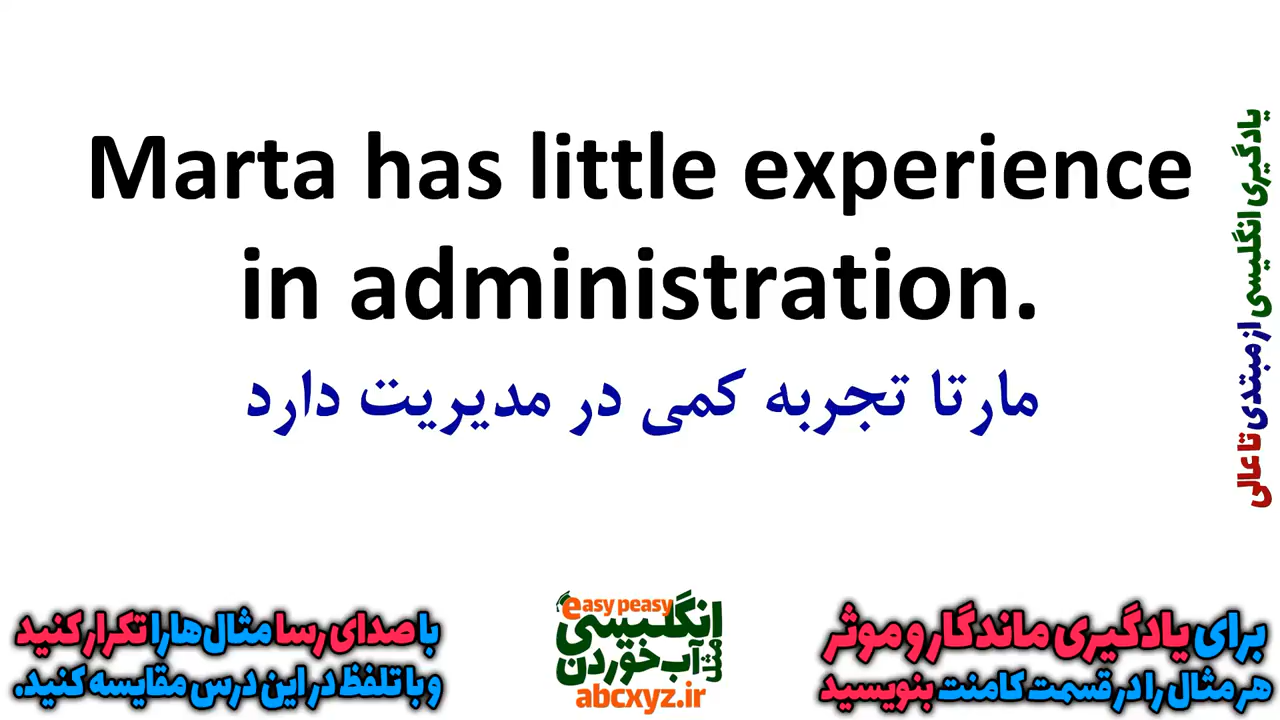 Marta has little experience
in administration.
مارتا تجربه کمی در مدیریت دارد
یادگیری انگلیسی از مبتدی تا عالی
با صدای رسا مثال‌ها را تکرار کنید
و با تلفظ در این درس مقایسه کنید.
easy peasy
انگلیسی
مثل آب خوردن
abcxyz.ir
برای یادگیری ماندگار و موثر
هر مثال را در قسمت کامنت بنویسید